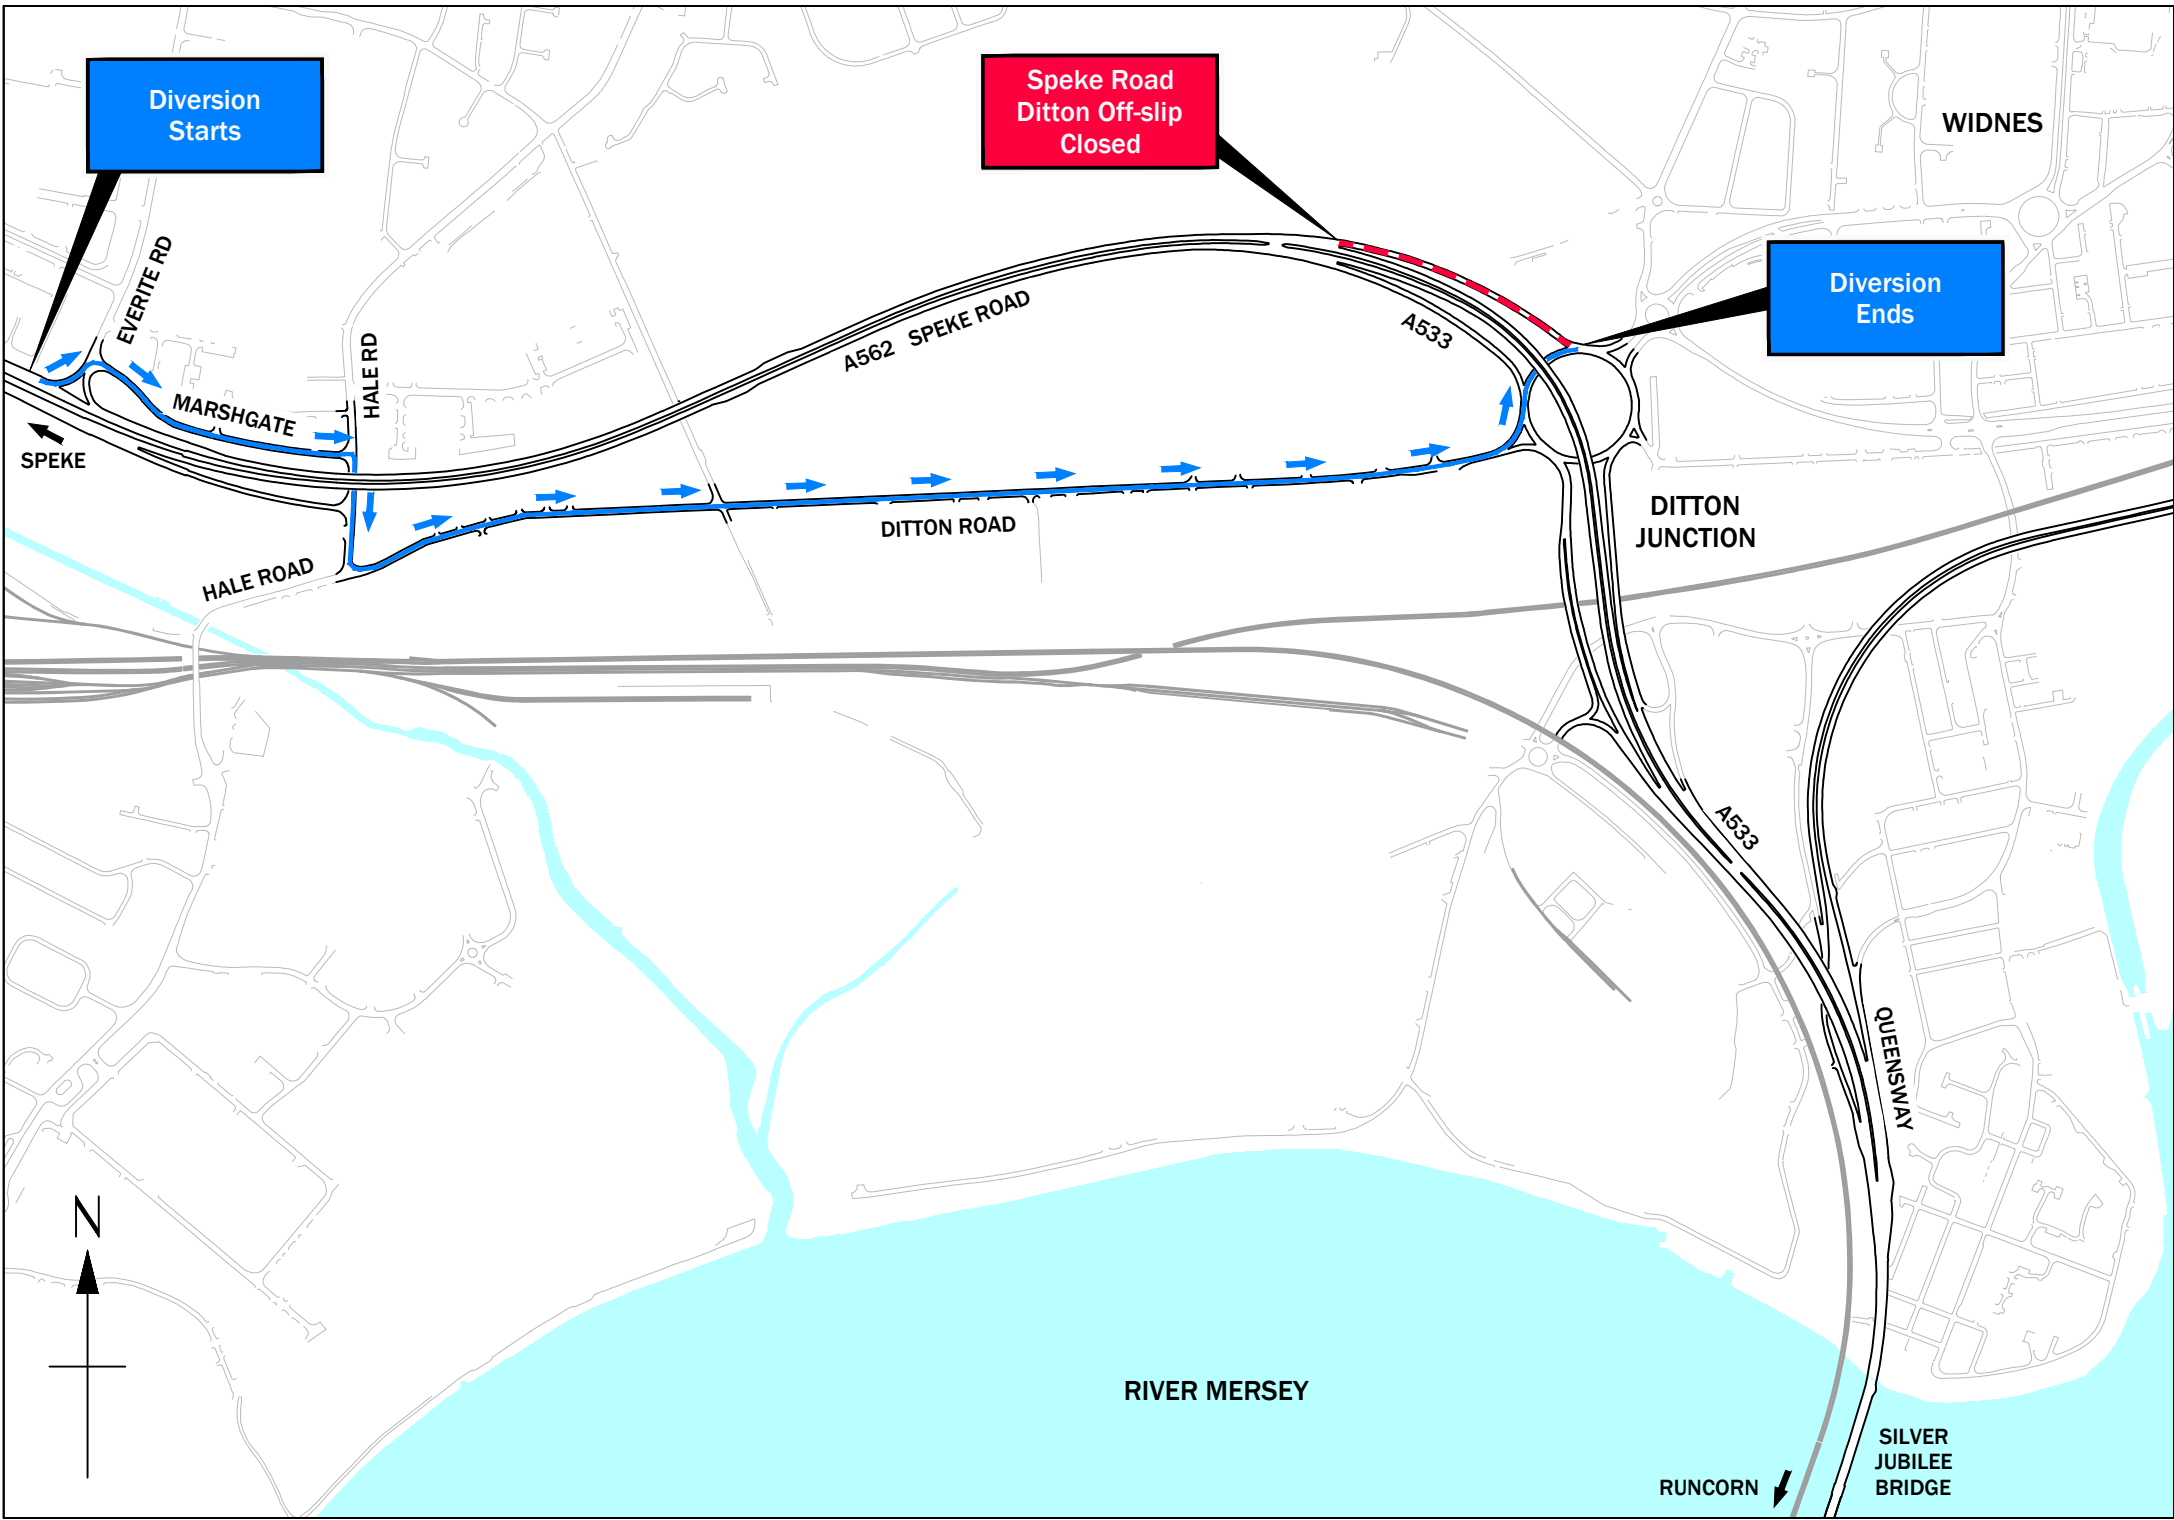 Diversion
Starts
Speke Road
Ditton Off-slip
Closed
WIDNES
EVERITE RD
Diversion
Ends
HALE RD
A562 SPEKE ROAD
A533
MARSHGATE
SPEKE
DITTON ROAD
DITTON
JUNCTION
HALE ROAD
A533
QUEENSWAY
N
RIVER MERSEY
SILVER
JUBILEE
BRIDGE
RUNCORN